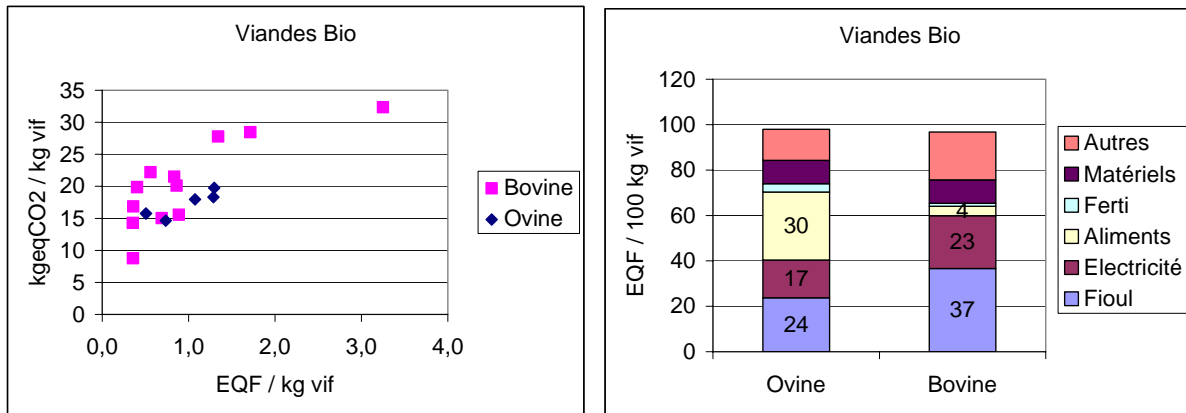 Viandes Bio
35
30
25
20
15
10
5
0
kgeqCO2 / kg vif
0,0 1,0 2,0 3,0 4,0
EQF / kg vif
Bovine
Ovine
Viandes Bio
120
100
80
60
40
20
0
EQF / 100 kg vif
30
17
24
4
23
37
Ovine Bovine
Autres
Matériels
Ferti
Aliments
Electricité
Fioul